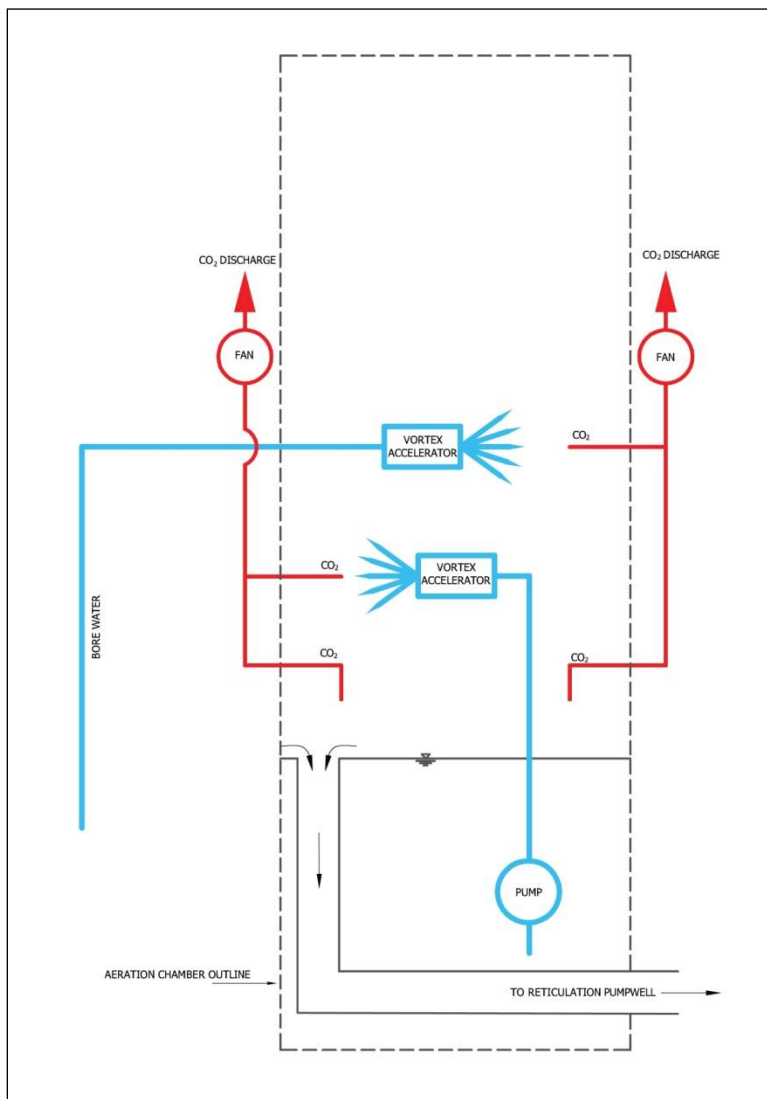 CO₂ DISCHARGE
CO₂ DISCHARGE
FAN
FAN
VORTEX
ACCELERATOR
CO₂
CO₂
VORTEX
ACCELERATOR
BORE WATER
CO₂
CO₂
PUMP
AERATION CHAMBER OUTLINE
TO RETICULATION PUMPWELL